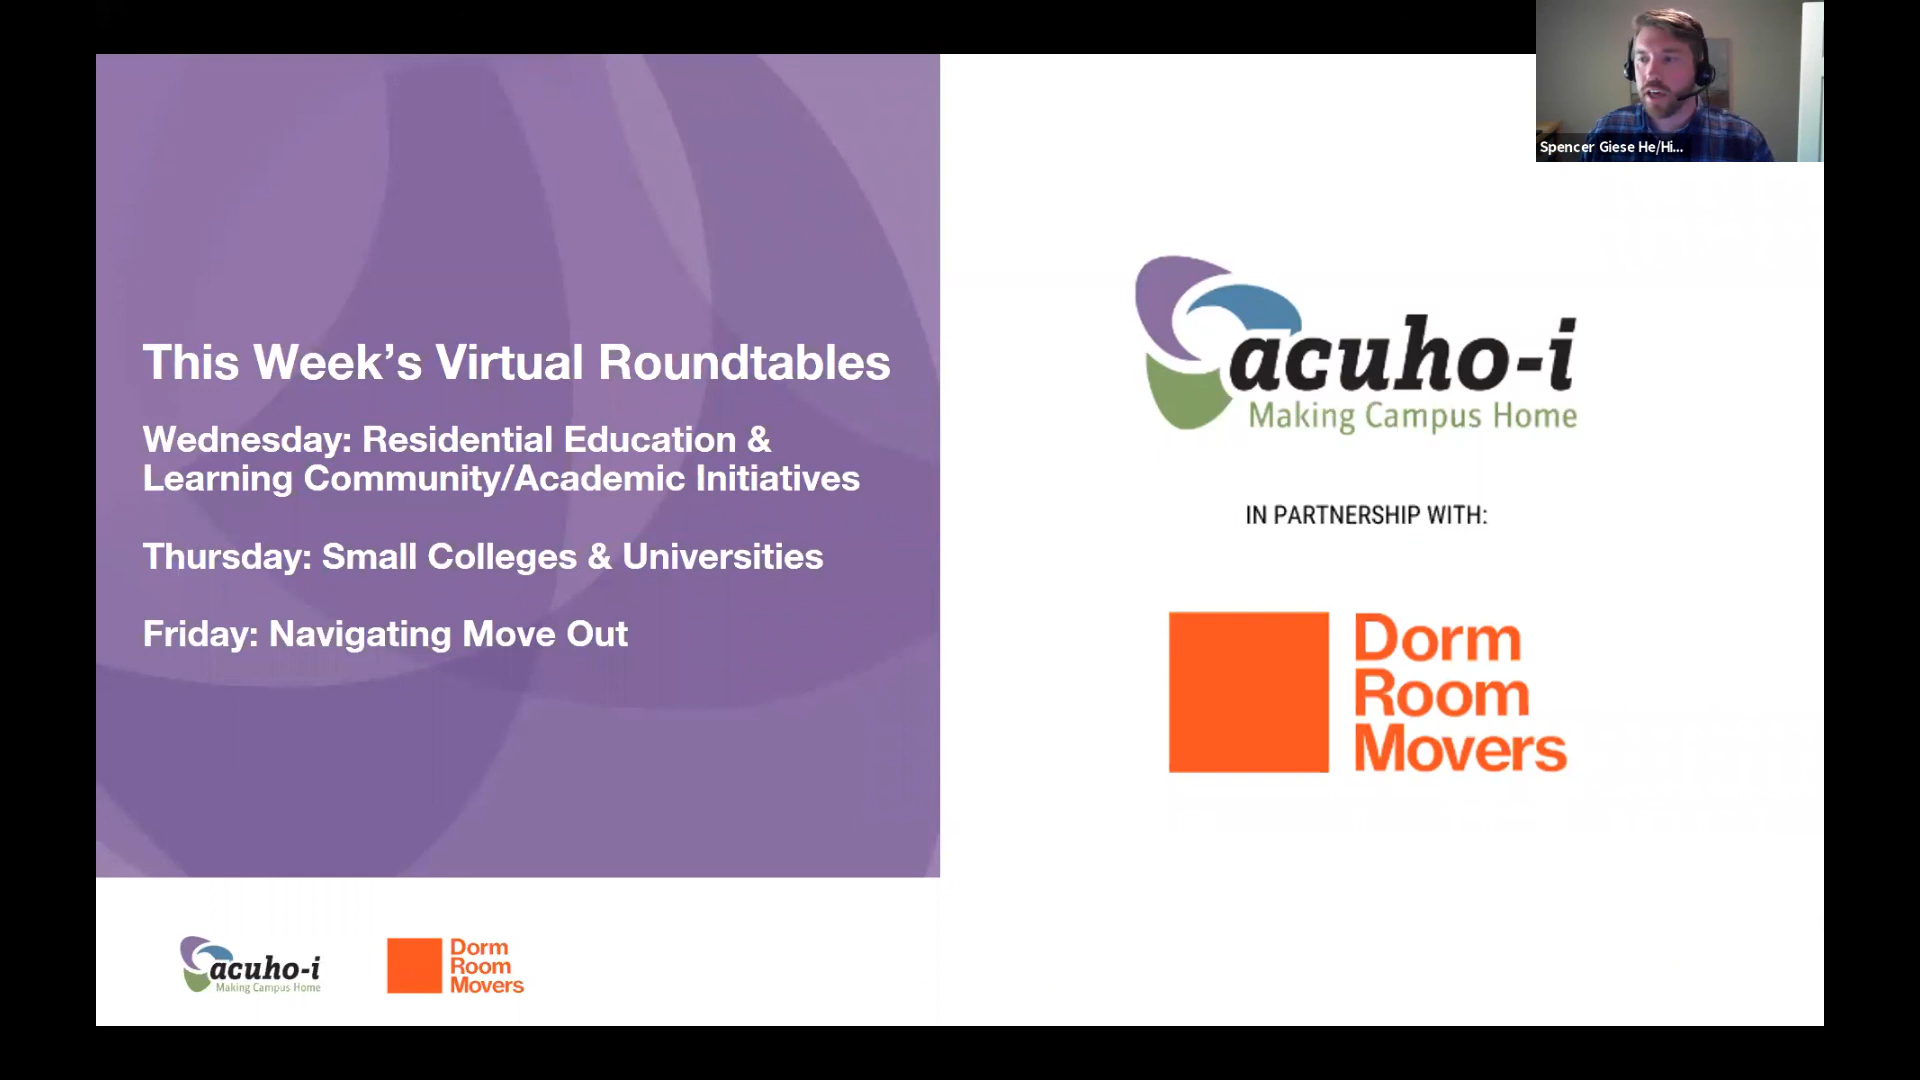 Spencer Giese He/Hi...
This Week’s Virtual Roundtables
Wednesday: Residential Education &
Learning Community/Academic Initiatives
Thursday: Small Colleges & Universities
Friday: Navigating Move Out
acuho-i
Making Campus Home
IN PARTNERSHIP WITH:
Dorm
Room
Movers
acuho-i
Making Campus Home
Dorm
Room
Movers